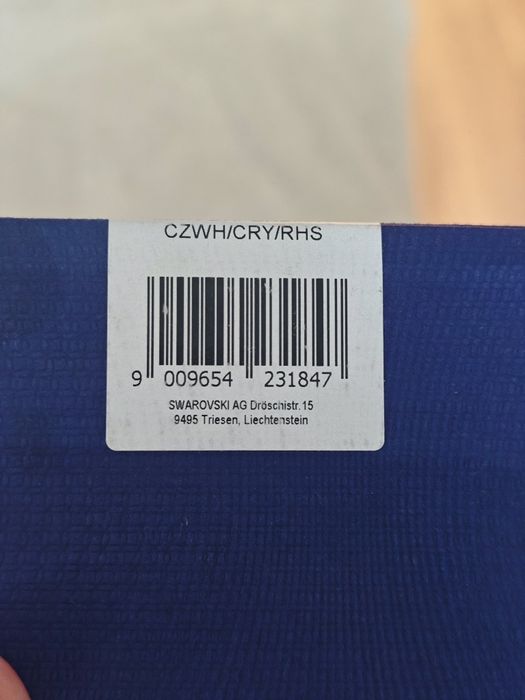 CZWH/CRY/RHS
9 009654 231847
SWAROVSKI AG Dröschistr. 15
9495 Triesen, Liechtenstein